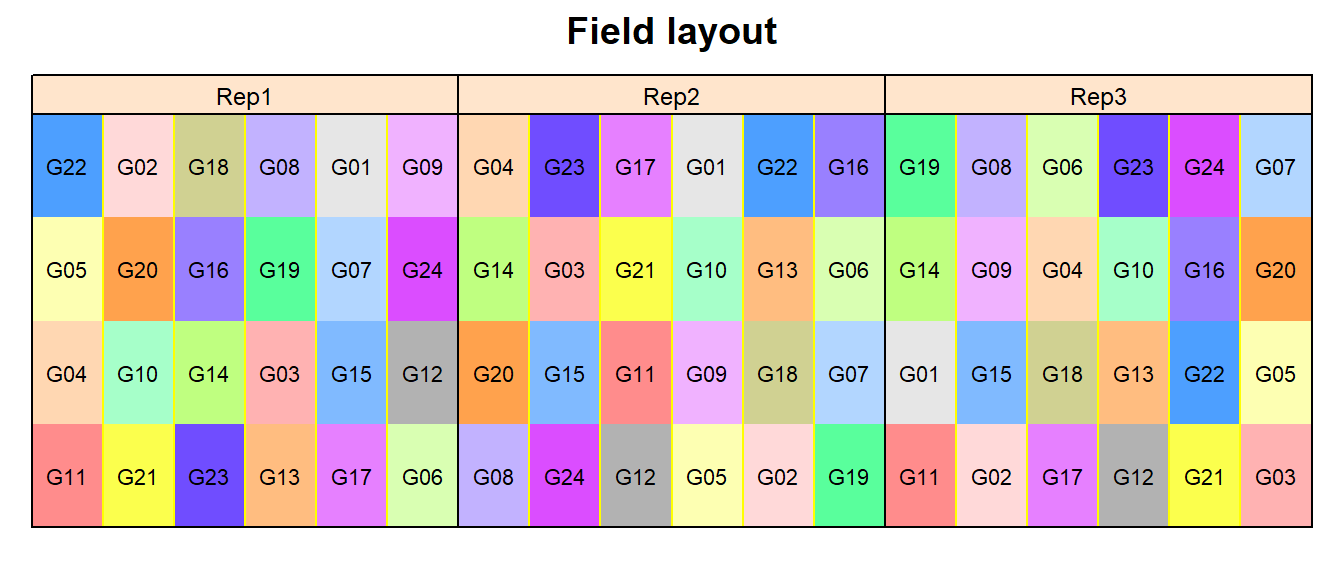 Field layout
Rep1 Rep2 Rep3
G22 G02 G18 G08 G01 G09 G04 G23 G17 G01 G22 G16 G19 G08 G06 G23 G24 G07
G05 G20 G16 G19 G07 G24 G14 G03 G21 G10 G13 G06 G14 G09 G04 G10 G16 G20
G04 G10 G14 G03 G15 G12 G20 G15 G11 G09 G18 G07 G01 G15 G18 G13 G22 G05
G11 G21 G23 G13 G17 G06 G08 G24 G12 G05 G02 G19 G11 G02 G17 G12 G21 G03